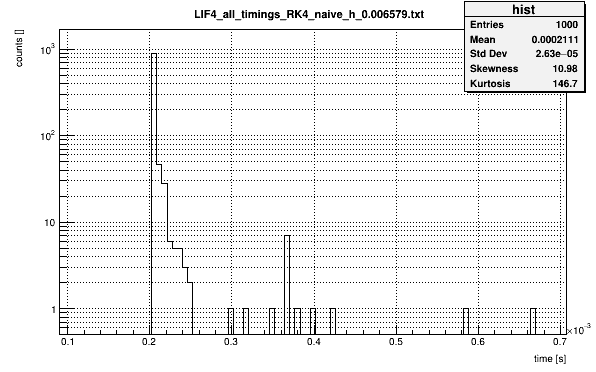 LIF4_all_timings_RK4_naive_h_0.006579.txt
hist
Entries 1000
Mean 0.0002111
Std Dev 2.63e−05
Skewness 10.98
Kurtosis 146.7
counts []
10³
10²
10
1
0.1 0.2 0.3 0.4 0.5 0.6 0.7
×10⁻³
time [s]